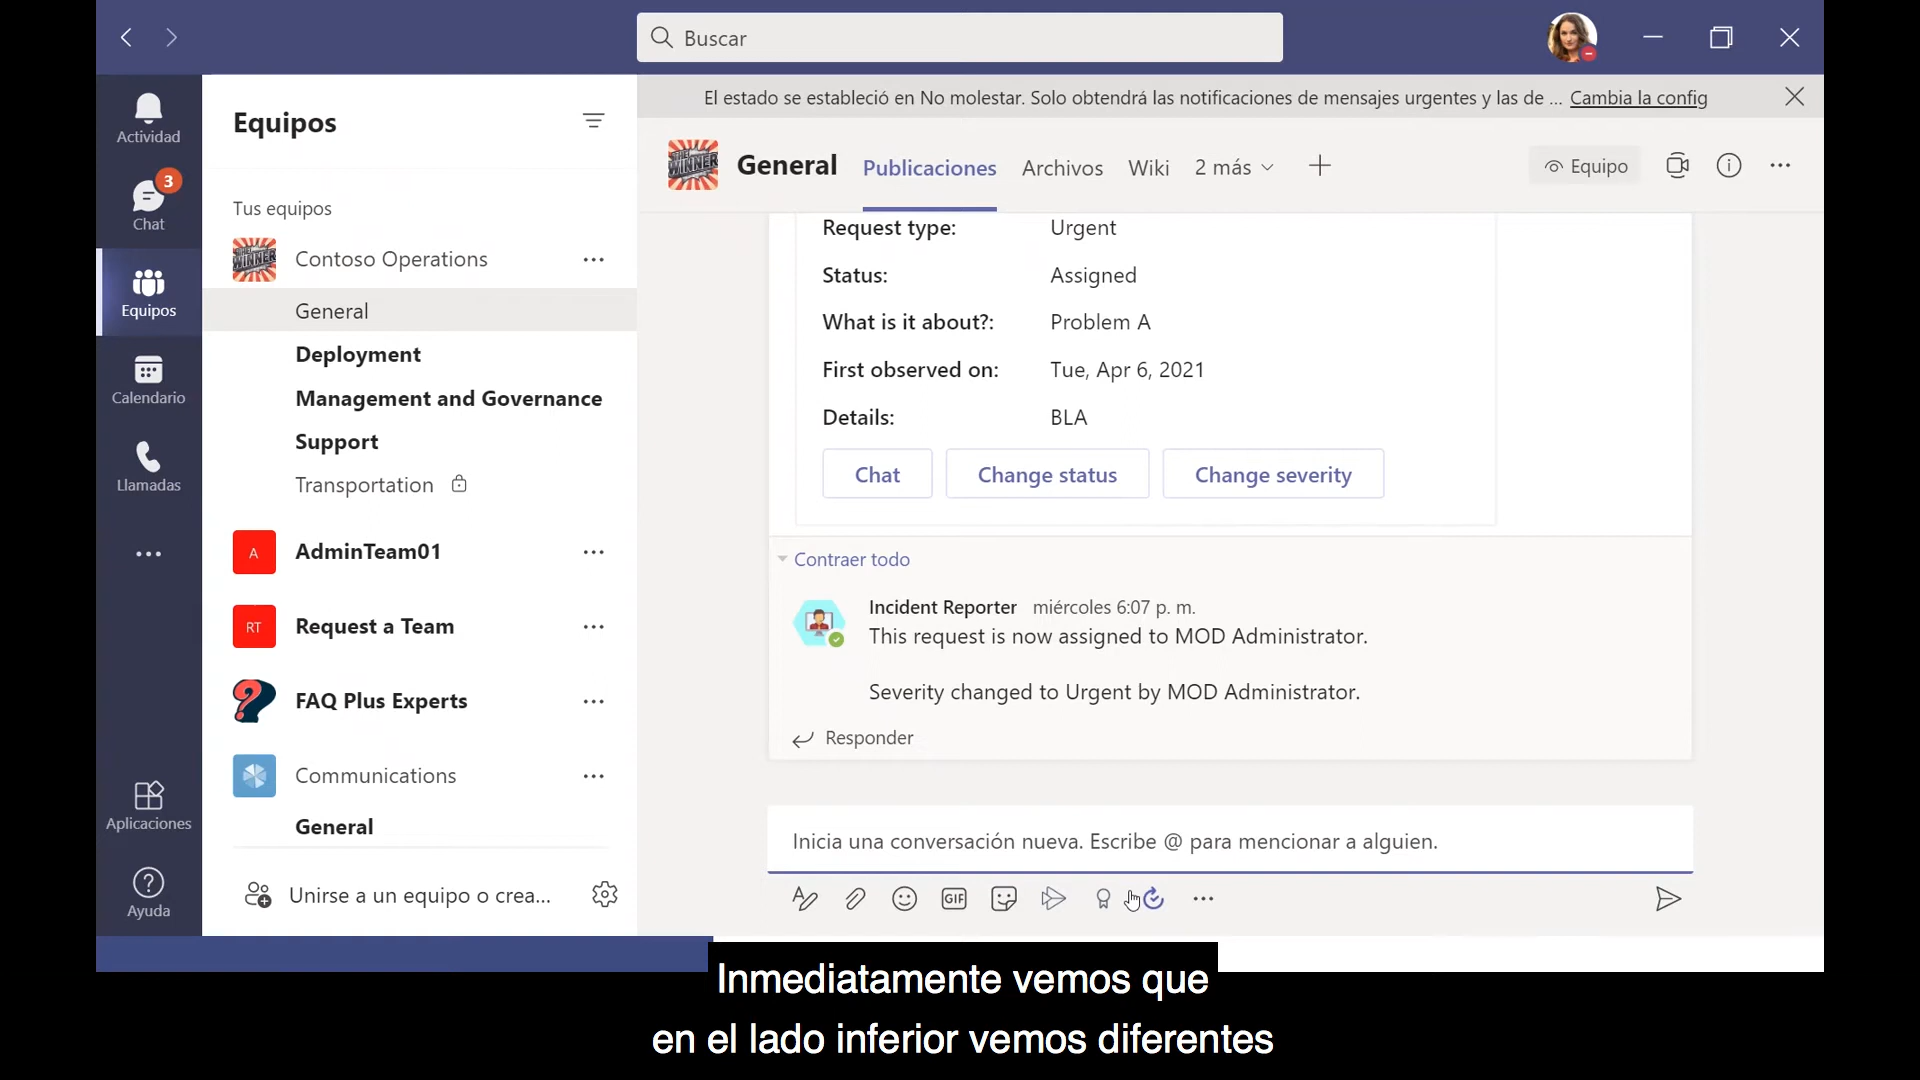 Buscar
Actividad
3
Chat
Equipos
Calendario
Llamadas
Aplicaciones
Ayuda
Equipos
Tus equipos
THE WINNER
Contoso Operations
General
Deployment
Management and Governance
Support
Transportation
A
AdminTeam01
RT
Request a Team
FAQ Plus Experts
Communications
General
Unirse a un equipo o crea...
El estado se estableció en No molestar. Solo obtendrá las notificaciones de mensajes urgentes y las de ... Cambia la config
THE WINNER
General Publicaciones Archivos Wiki 2 más
Equipo
Request type: Urgent
Status: Assigned
What is it about?: Problem A
First observed on: Tue, Apr 6, 2021
Details: BLA
Chat Change status Change severity
Contraer todo
Incident Reporter miércoles 6:07 p. m.
This request is now assigned to MOD Administrator.
Severity changed to Urgent by MOD Administrator.
Responder
Inicia una conversación nueva. Escribe @ para mencionar a alguien.
GIF
Inmediatamente vemos que
en el lado inferior vemos diferentes